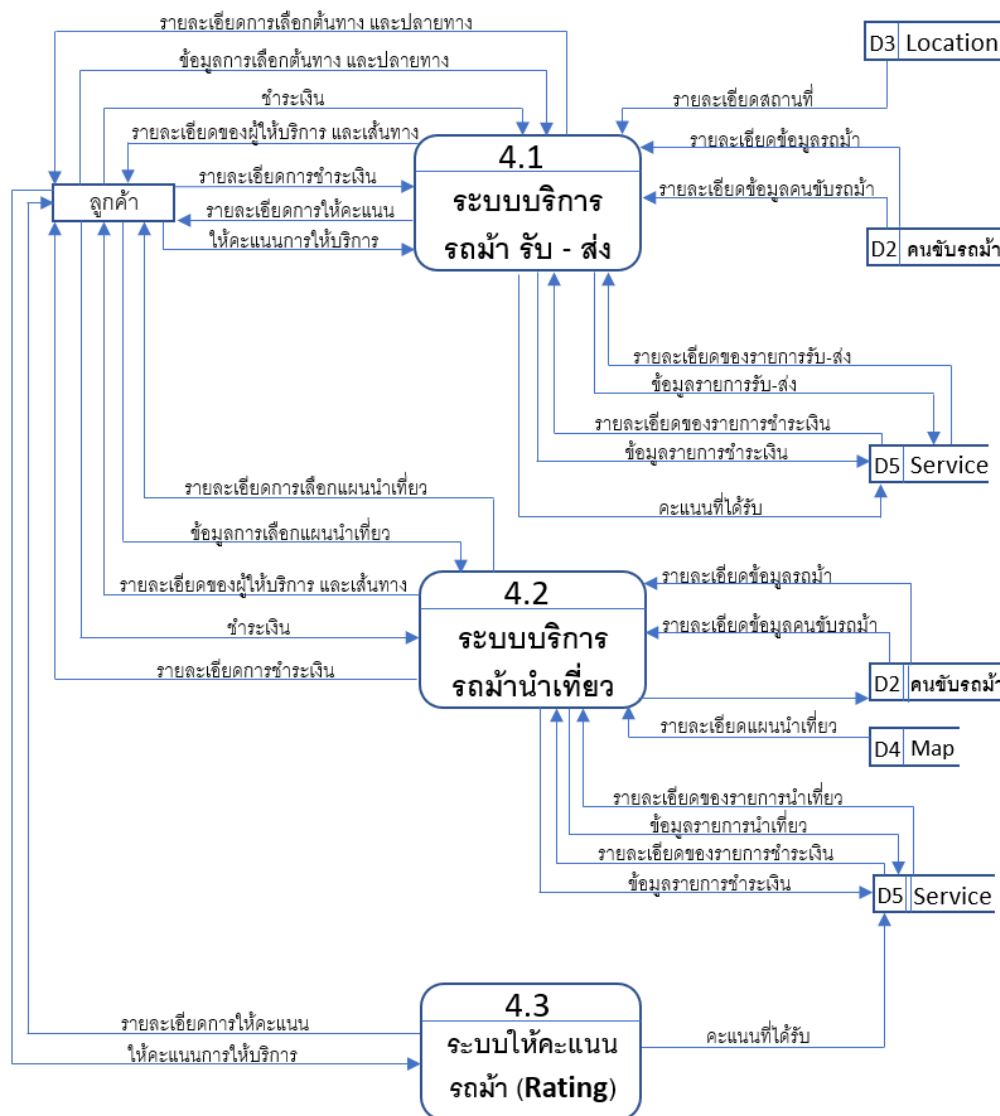 รายละเอียดการเลือกต้นทาง และปลายทาง
ข้อมูลการเลือกต้นทาง และปลายทาง
ชำระเงิน
รายละเอียดของผู้ให้บริการ และเส้นทาง
รายละเอียดการชำระเงิน
รายละเอียดการให้คะแนน
ให้คะแนนการให้บริการ
ลูกค้า
4.1
ระบบบริการ
รถม้า รับ - ส่ง
D3 Location
รายละเอียดสถานที่
รายละเอียดข้อมูลรถม้า
รายละเอียดข้อมูลคนขับรถม้า
D2 คนขับรถม้า
รายละเอียดของรายการรับ-ส่ง
ข้อมูลรายการรับ-ส่ง
รายละเอียดของรายการชำระเงิน
ข้อมูลรายการชำระเงิน
D5 Service
คะแนนที่ได้รับ
รายละเอียดการเลือกแผนนำเที่ยว
ข้อมูลการเลือกแผนนำเที่ยว
รายละเอียดของผู้ให้บริการ และเส้นทาง
ชำระเงิน
รายละเอียดการชำระเงิน
4.2
ระบบบริการ
รถม้านำเที่ยว
รายละเอียดข้อมูลรถม้า
รายละเอียดข้อมูลคนขับรถม้า
D2 คนขับรถม้า
รายละเอียดแผนนำเที่ยว
D4 Map
รายละเอียดของรายการนำเที่ยว
ข้อมูลรายการนำเที่ยว
รายละเอียดของรายการชำระเงิน
ข้อมูลรายการชำระเงิน
D5 Service
4.3
ระบบให้คะแนน
รถม้า (Rating)
รายละเอียดการให้คะแนน
ให้คะแนนการให้บริการ
คะแนนที่ได้รับ